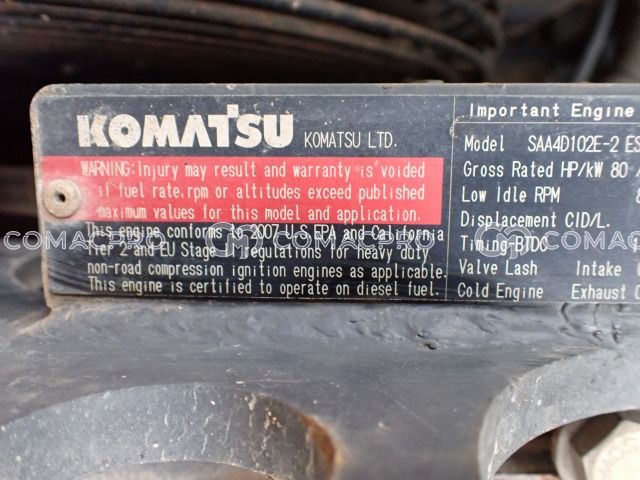 KOMATSU KOMATSU LTD.
WARNING:Injury may result and warranty is voided
if fuel rate.rpm or altitudes exceed published
maximum values for this model and application.
This engine conforms to 2007 U.S.EPA and California
Tier 2 and EU Stage II regulations for heavy duty
non-road compression ignition engines as applicable.
This engine is certified to operate on diesel fuel.
Important Engine
Model SAA4D102E-2 ES
Gross Rated HP/kW 80 /
Low Idle RPM
Displacement CID/L.
Timing-BTDC
Valve Lash Intake
Cold Engine Exhaust
COMACPRO COMACPRO COMACPRO